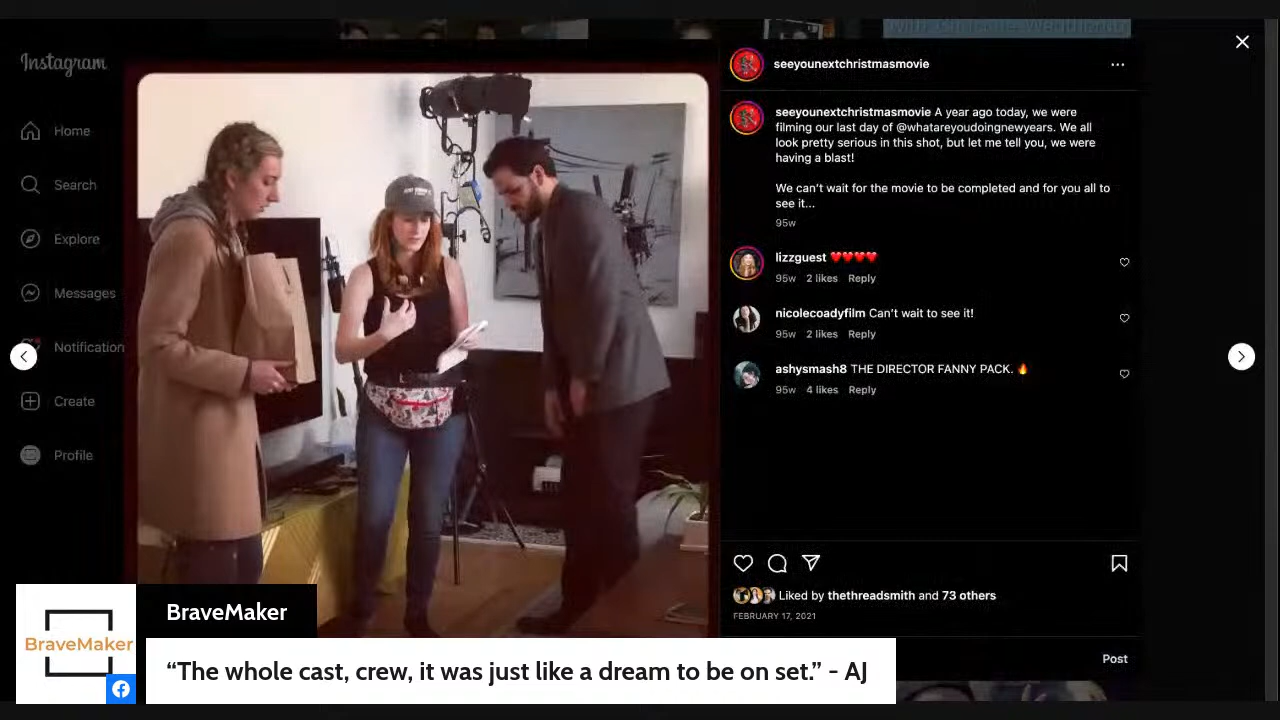 Instagram
Home
Search
Explore
Messages
Notification
Create
Profile
seeyounextchristmasmovie
seeyounextchristmasmovie A year ago today, we were
filming our last day of @whatareyoudoingnewyears. We all
look pretty serious in this shot, but let me tell you, we were
having a blast!
We can't wait for the movie to be completed and for you all to
see it...
95w
lizzguest ❤️❤️❤️❤️
95w 2 likes Reply
nicolecoadyfilm Can't wait to see it!
95w 2 likes Reply
ashysmash8 THE DIRECTOR FANNY PACK. 🔥
95w 4 likes Reply
Liked by thethreadsmith and 73 others
FEBRUARY 17, 2021
Post
BraveMaker
BraveMaker
“The whole cast, crew, it was just like a dream to be on set.” - AJ